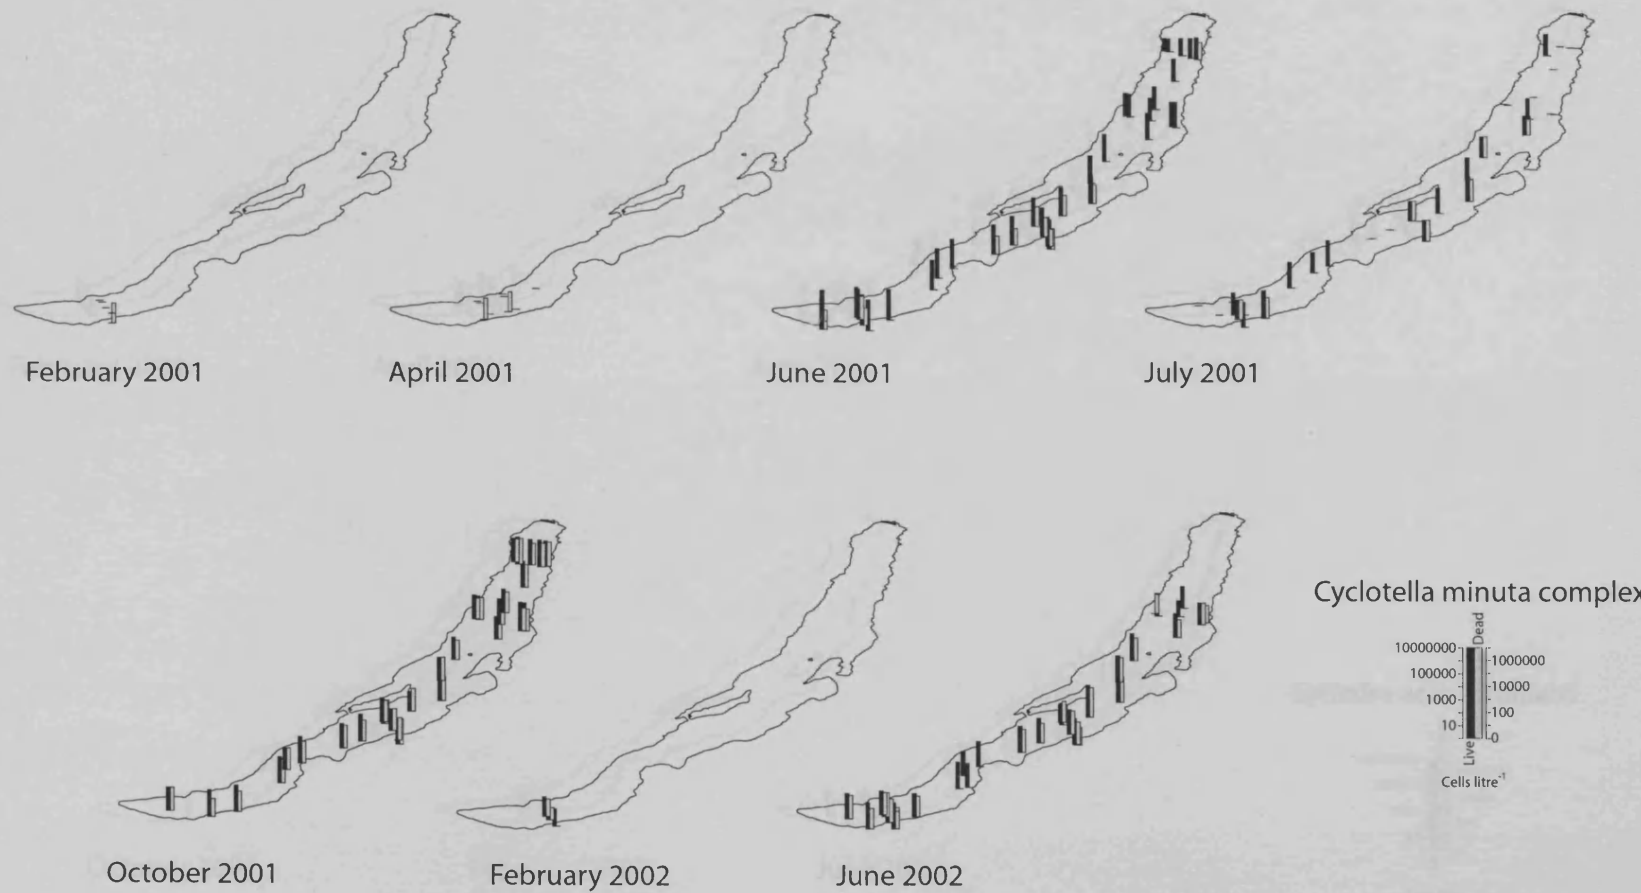 February 2001
April 2001
June 2001
July 2001
October 2001
February 2002
June 2002
Cyclotella minuta complex
Dead
10000000
1000000
100000
10000
1000
100
10
0
Live
Cells litre⁻¹